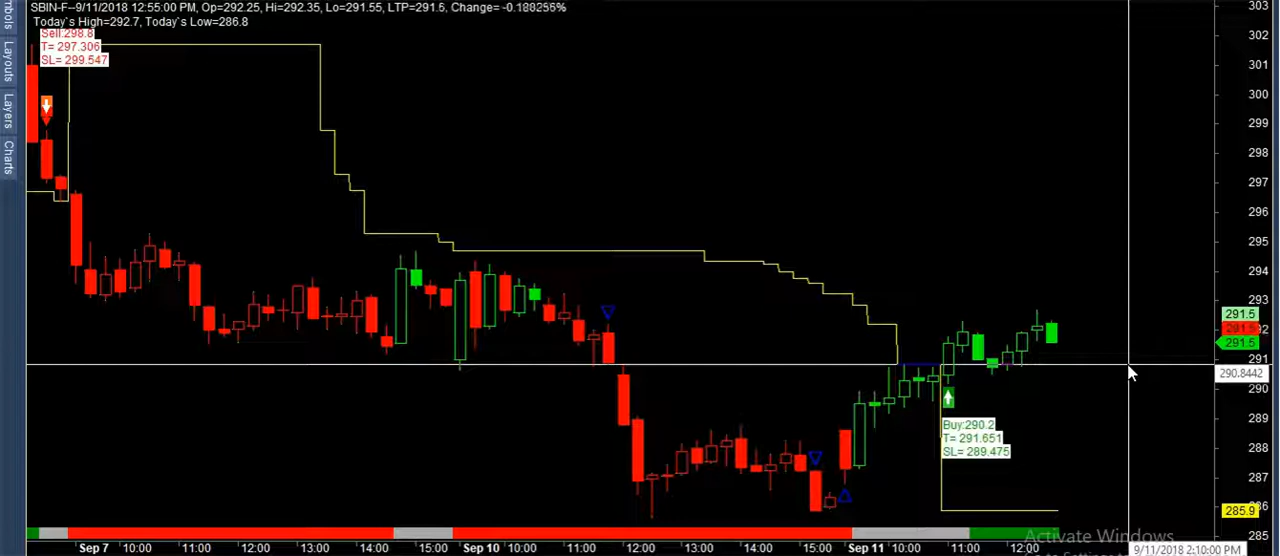 SBIN-F--9/11/2018 12:55:00 PM, Op=292.25, Hi=292.35, Lo=291.55, LTP=291.5, Change= -0.188256%
Today`s High=292.7, Today`s Low=286.8
Sell:298.8
T= 297.306
SL= 299.547
Layouts
Layers
Charts
303
302
301
300
299
298
297
296
295
294
293
291.5
291.5
291
290.8442
290
289
288
287
285.9
285
Buy:290.2
T= 291.651
SL= 289.475
Activate Windows
Sep 7 10:00 11:00 12:00 13:00 14:00 15:00 Sep 10 10:00 11:00 12:00 13:00 14:00 15:00 Sep 11 10:00 11:00 12:00 9/11/2018 2:10:00 PM